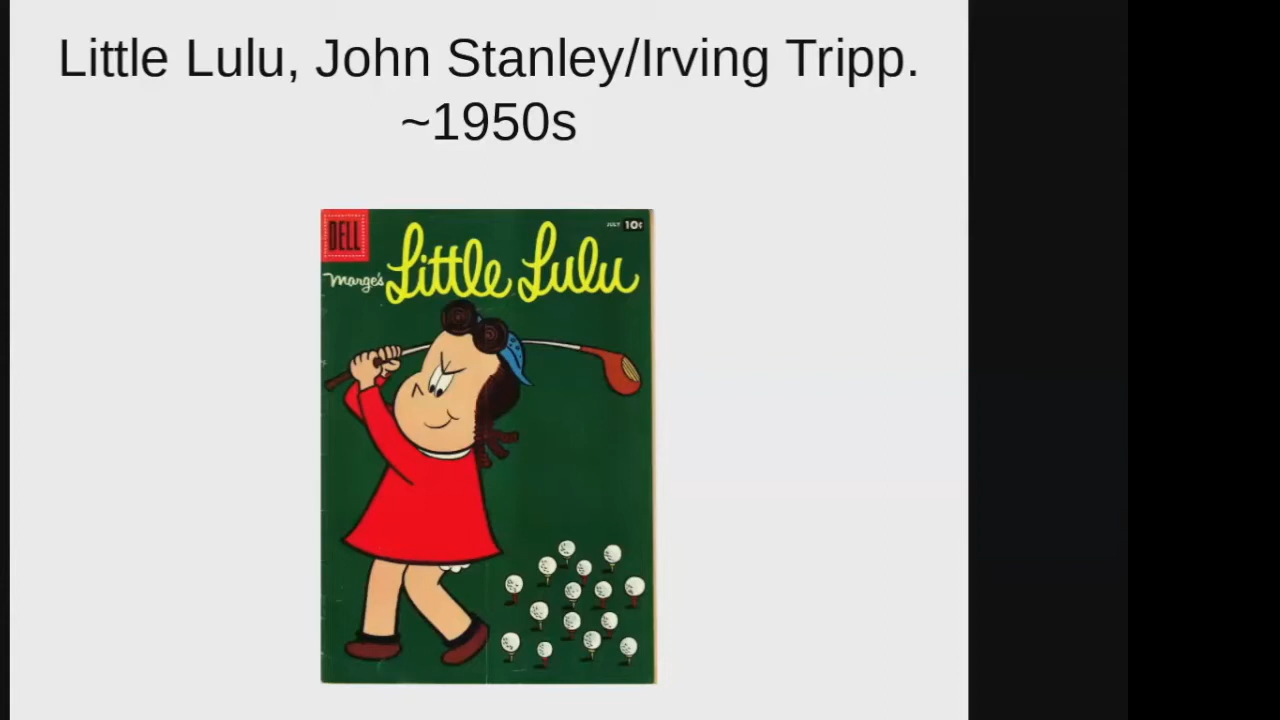 Little Lulu, John Stanley/Irving Tripp.
~1950s
DELL
JULY 10¢
Marge's Little Lulu